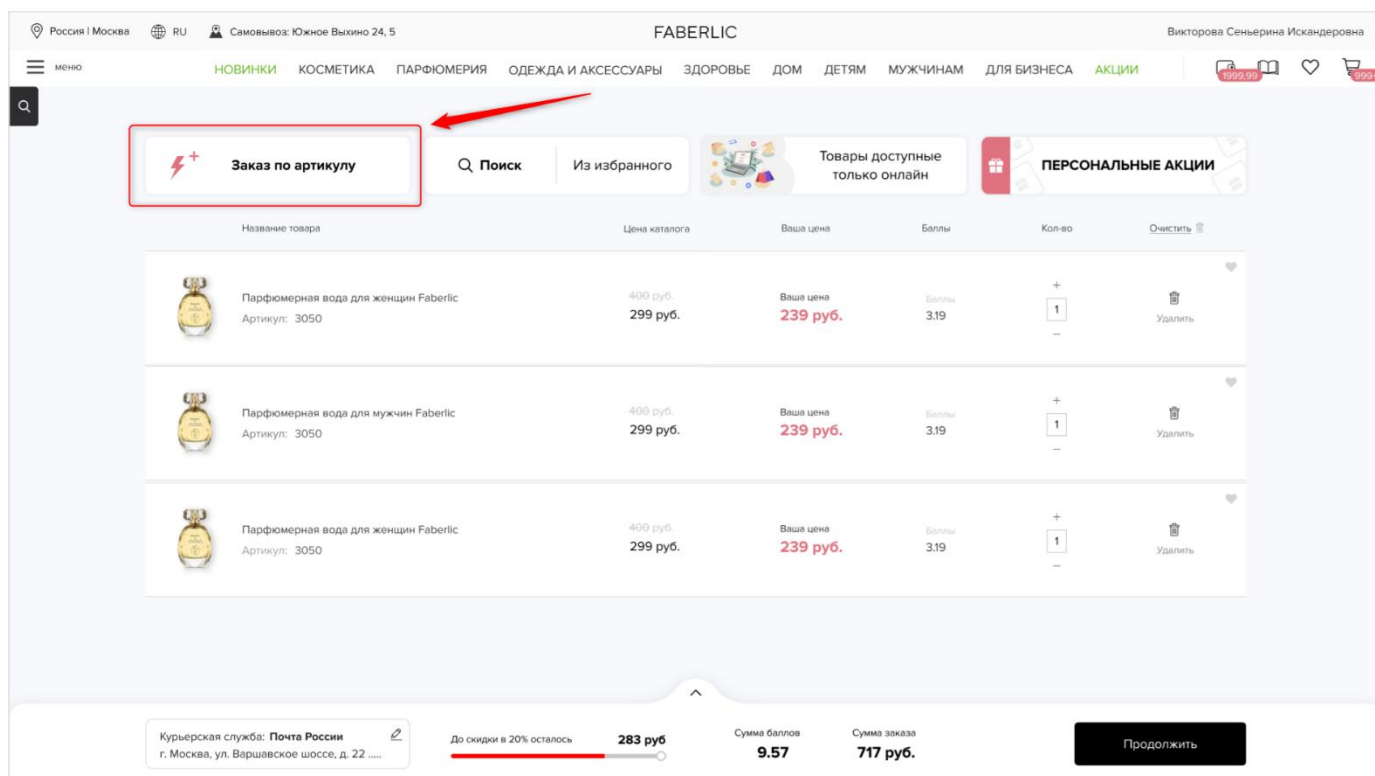 Россия | Москва RU Самовывоз: Южное Выхино 24, 5 FABERLIC Викторова Сеньерина Искандеровна
меню НОВИНКИ КОСМЕТИКА ПАРФЮМЕРИЯ ОДЕЖДА И АКСЕССУАРЫ ЗДОРОВЬЕ ДОМ ДЕТЯМ МУЖЧИНАМ ДЛЯ БИЗНЕСА АКЦИИ 1999,99 999+
Заказ по артикулу Поиск Из избранного
Товары доступные
только онлайн
ПЕРСОНАЛЬНЫЕ АКЦИИ
Название товара Цена каталога Ваша цена Баллы Кол-во Очистить
Парфюмерная вода для женщин Faberlic 400 руб. Ваша цена Баллы +
Артикул: 3050 299 руб. 239 руб. 3.19 1 Удалить
–
Парфюмерная вода для мужчин Faberlic 400 руб. Ваша цена Баллы +
Артикул: 3050 299 руб. 239 руб. 3.19 1 Удалить
–
Парфюмерная вода для женщин Faberlic 400 руб. Ваша цена Баллы +
Артикул: 3050 299 руб. 239 руб. 3.19 1 Удалить
–
Курьерская служба: Почта России
г. Москва, ул. Варшавское шоссе, д. 22 .....
До скидки в 20% осталось 283 руб
Сумма баллов
9.57
Сумма заказа
717 руб.
Продолжить